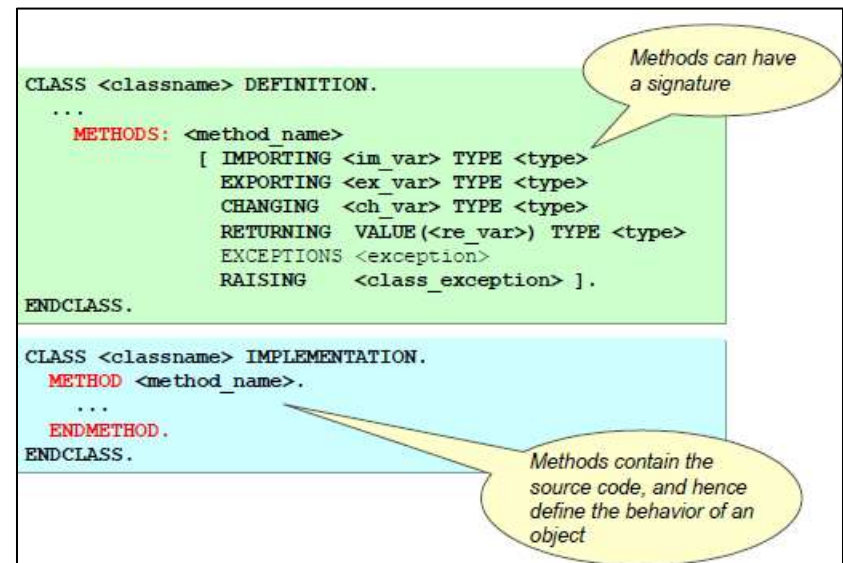 Methods can have
a signature
CLASS <classname> DEFINITION.
...
METHODS: <method_name>
[ IMPORTING <im_var> TYPE <type>
EXPORTING <ex_var> TYPE <type>
CHANGING <ch_var> TYPE <type>
RETURNING VALUE(<re_var>) TYPE <type>
EXCEPTIONS <exception>
RAISING <class_exception> ].
ENDCLASS.
CLASS <classname> IMPLEMENTATION.
METHOD <method_name>.
...
ENDMETHOD.
ENDCLASS.
Methods contain the
source code, and hence
define the behavior of an
object